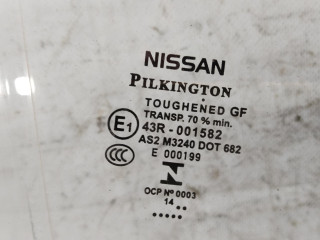 NISSAN
PILKINGTON
TOUGHENED GF
TRANSP. 70 % min.
E1 43R - 001582
AS2 M3240 DOT 682
CCC E 000199
N
OCP Nº 0003
14